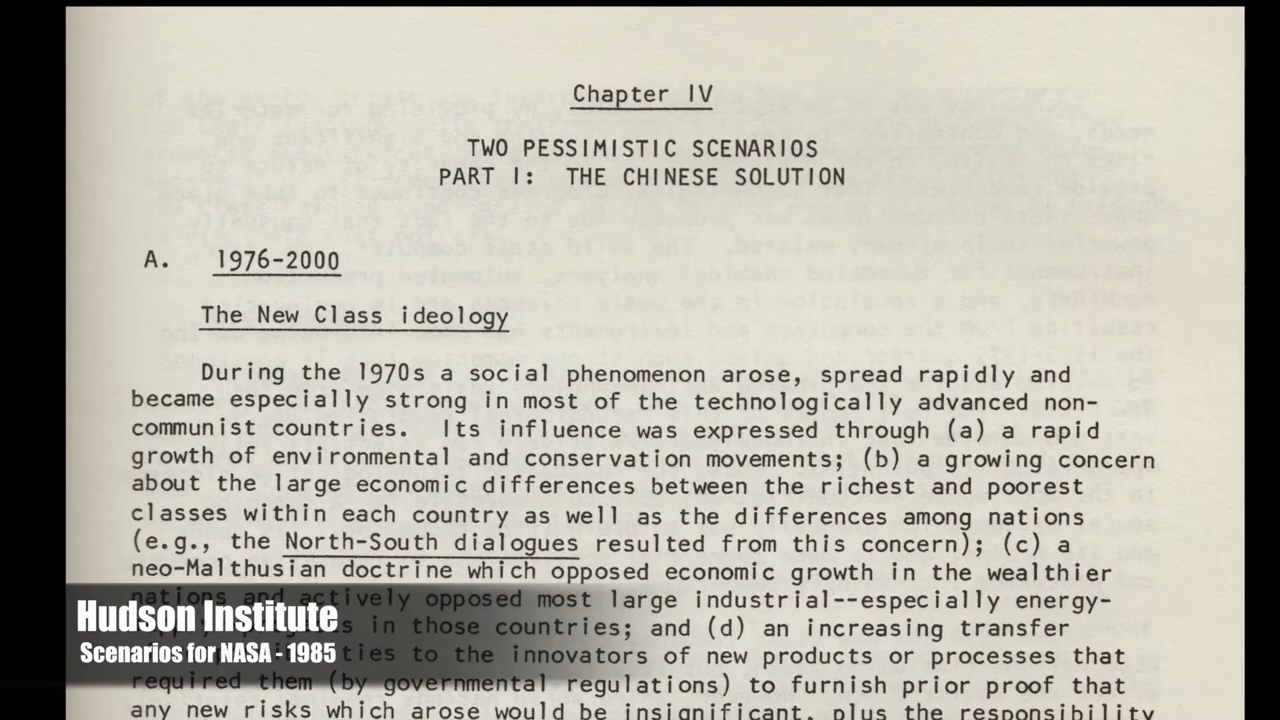 Chapter IV
TWO PESSIMISTIC SCENARIOS
PART I: THE CHINESE SOLUTION
A. 1976-2000
The New Class ideology
During the 1970s a social phenomenon arose, spread rapidly and
became especially strong in most of the technologically advanced non-
communist countries. Its influence was expressed through (a) a rapid
growth of environmental and conservation movements; (b) a growing concern
about the large economic differences between the richest and poorest
classes within each country as well as the differences among nations
(e.g., the North-South dialogues resulted from this concern); (c) a
neo-Malthusian doctrine which opposed economic growth in the wealthier
nations and actively opposed most large industrial--especially energy-
in those countries; and (d) an increasing transfer
to the innovators of new products or processes that
required them (by governmental regulations) to furnish prior proof that
any new risks which arose would be insignificant, plus the responsibility
Hudson Institute
Scenarios for NASA - 1985